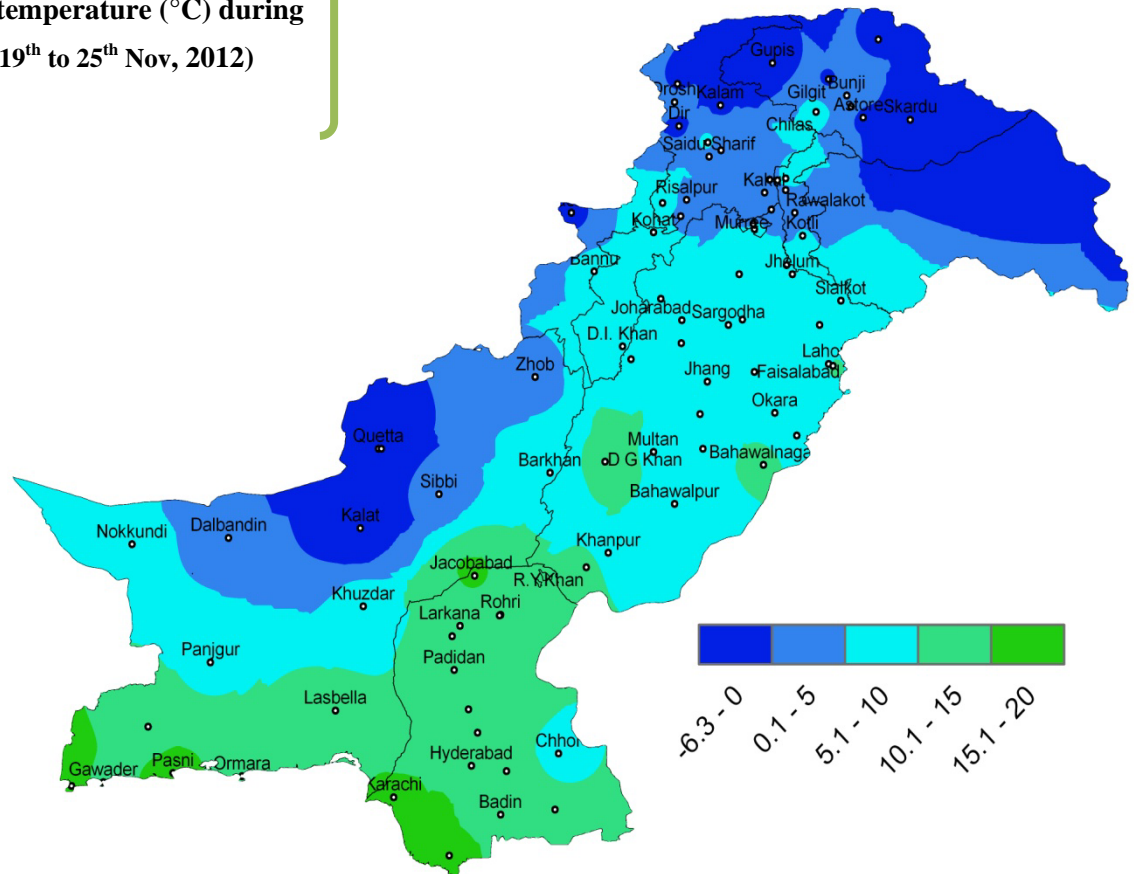 temperature (°C) during
19th to 25th Nov, 2012)
Gupis
Bunji
Drosh
Kalam
Gilgit
Astore
Skardu
Dir
Chilas
Saidu Sharif
Risalpur
Rawalakot
Kohat
Murree
Kotli
Bannu
Jhelum
Sialkot
Joharabad
Sargodha
D.I. Khan
Laho
Zhob
Jhang
Faisalabad
Okara
Quetta
Multan
Barkhan
D G Khan
Bahawalnaga
Sibbi
Bahawalpur
Nokkundi
Dalbandin
Kalat
Khanpur
Jacobabad
R.Y.Khan
Khuzdar
Larkana
Rohri
Panjgur
Padidan
Lasbella
Hyderabad
Chhor
Gawader
Pasni
Ormara
Karachi
Badin
-6.3 - 0
0.1 - 5
5.1 - 10
10.1 - 15
15.1 - 20